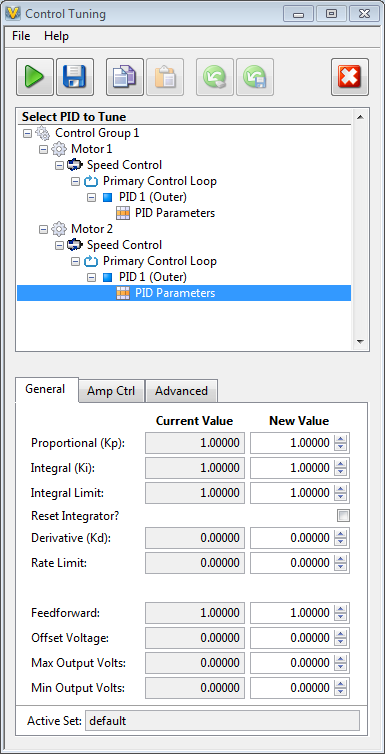 Control Tuning
File Help
Select PID to Tune
Control Group 1
Motor 1
Speed Control
Primary Control Loop
PID 1 (Outer)
PID Parameters
Motor 2
Speed Control
Primary Control Loop
PID 1 (Outer)
PID Parameters
General Amp Ctrl Advanced
Current Value New Value
Proportional (Kp): 1.00000 1.00000
Integral (Ki): 1.00000 1.00000
Integral Limit: 1.00000 1.00000
Reset Integrator?
Derivative (Kd): 0.00000 0.00000
Rate Limit: 0.00000 0.00000
Feedforward: 1.00000 1.00000
Offset Voltage: 0.00000 0.00000
Max Output Volts: 0.00000 0.00000
Min Output Volts: 0.00000 0.00000
Active Set: default